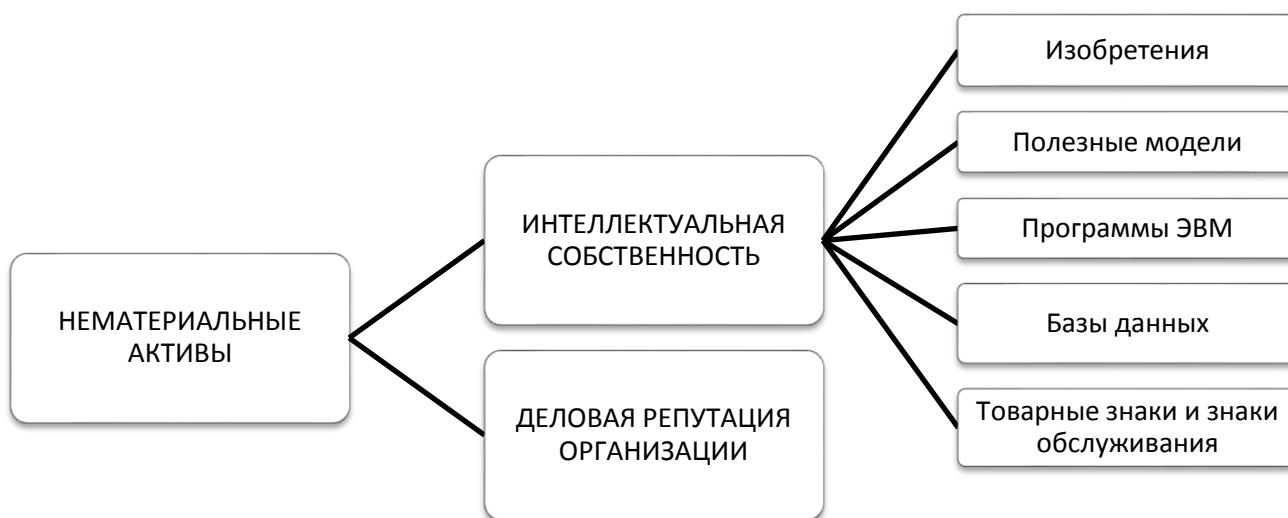 НЕМАТЕРИАЛЬНЫЕ
АКТИВЫ
ИНТЕЛЛЕКТУАЛЬНАЯ
СОБСТВЕННОСТЬ
ДЕЛОВАЯ РЕПУТАЦИЯ
ОРГАНИЗАЦИИ
Изобретения
Полезные модели
Программы ЭВМ
Базы данных
Товарные знаки и знаки
обслуживания